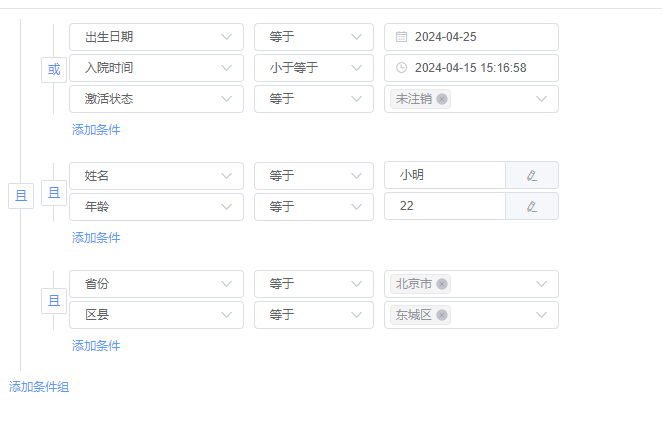 出生日期 等于 2024-04-25
或 入院时间 小于等于 2024-04-15 15:16:58
激活状态 等于 未注销
添加条件
姓名 等于 小明
且 且 年龄 等于 22
添加条件
省份 等于 北京市
且 区县 等于 东城区
添加条件
添加条件组